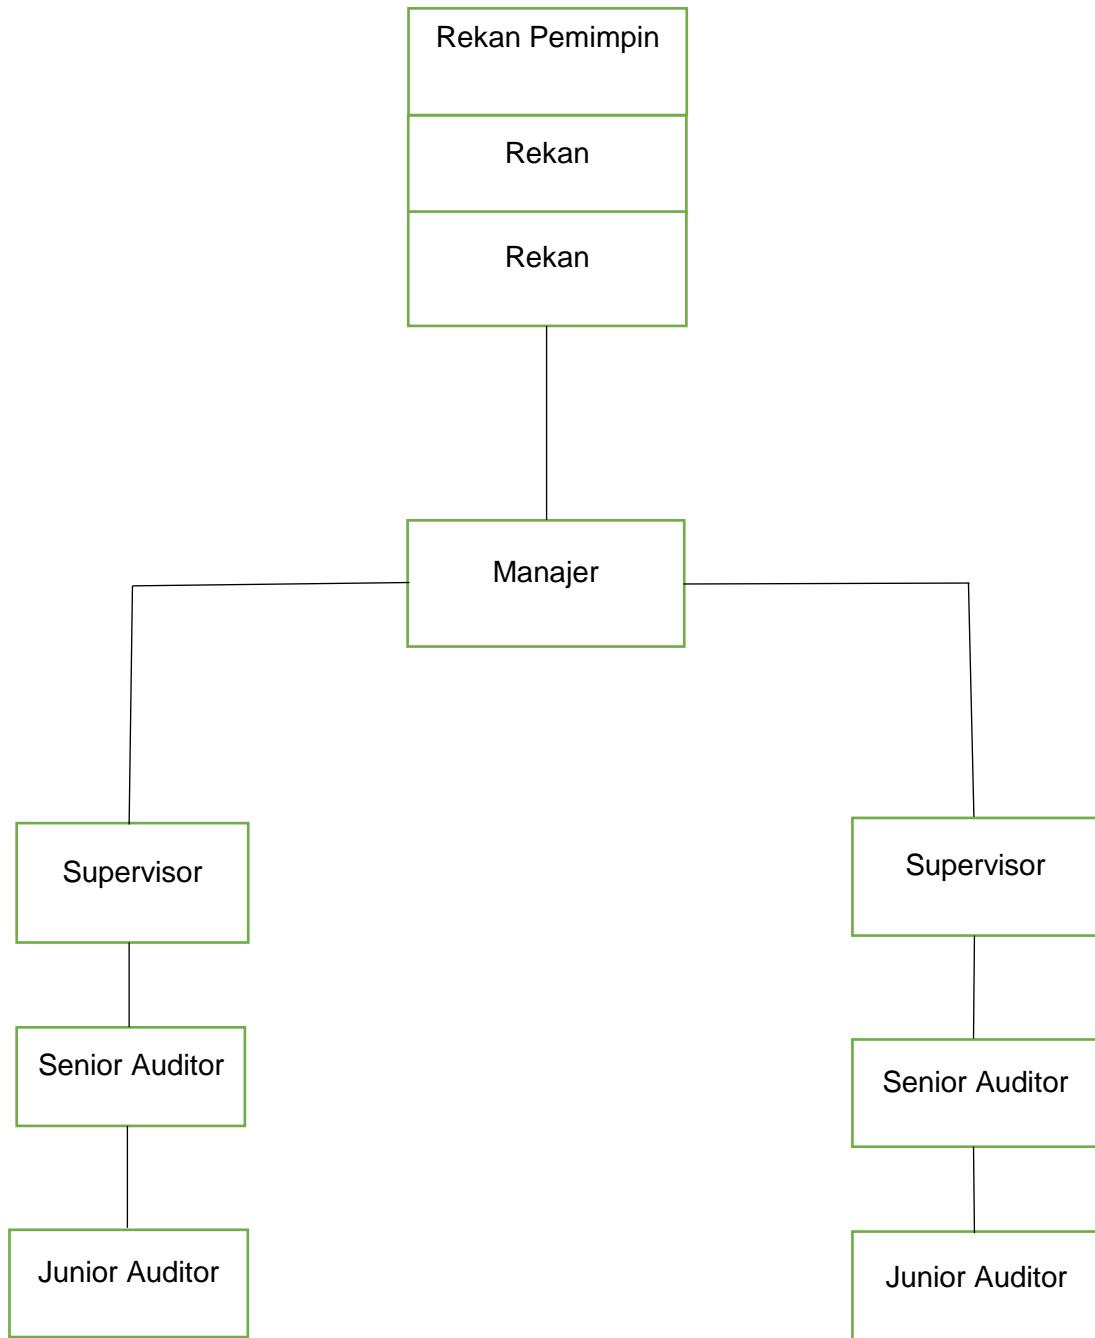 Rekan Pemimpin
Rekan
Rekan
Manajer
Supervisor
Supervisor
Senior Auditor
Senior Auditor
Junior Auditor
Junior Auditor